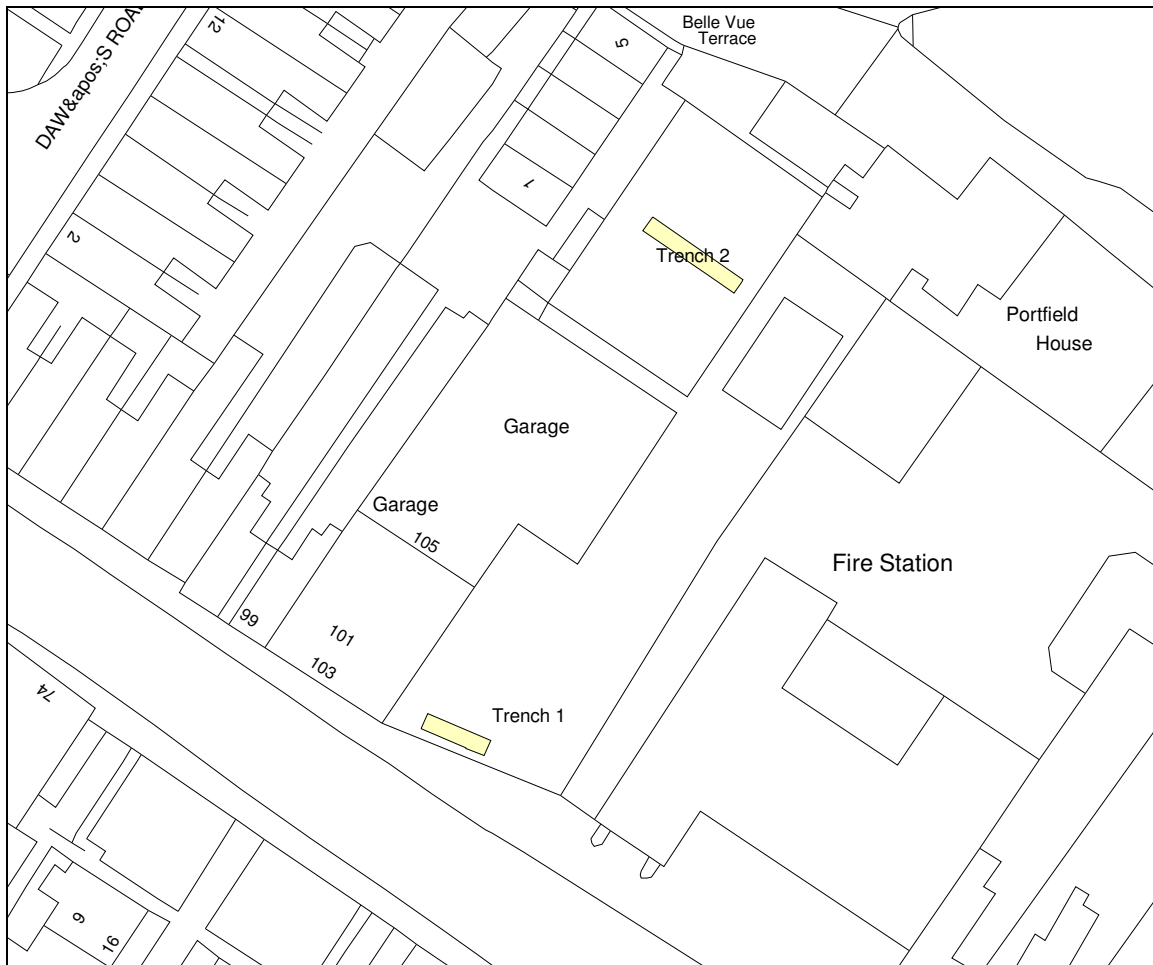 DAW&apos;S ROA
12
5
Belle Vue
Terrace
1
2
Trench 2
Portfield
House
Garage
Garage
105
Fire Station
99
101
103
Trench 1
74
9
16